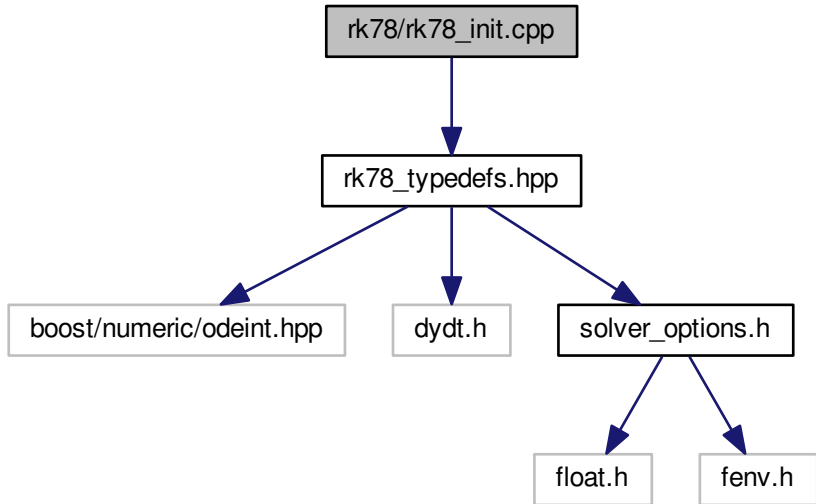 rk78/rk78_init.cpp
rk78_typedefs.hpp
boost/numeric/odeint.hpp
dydt.h
solver_options.h
float.h
fenv.h